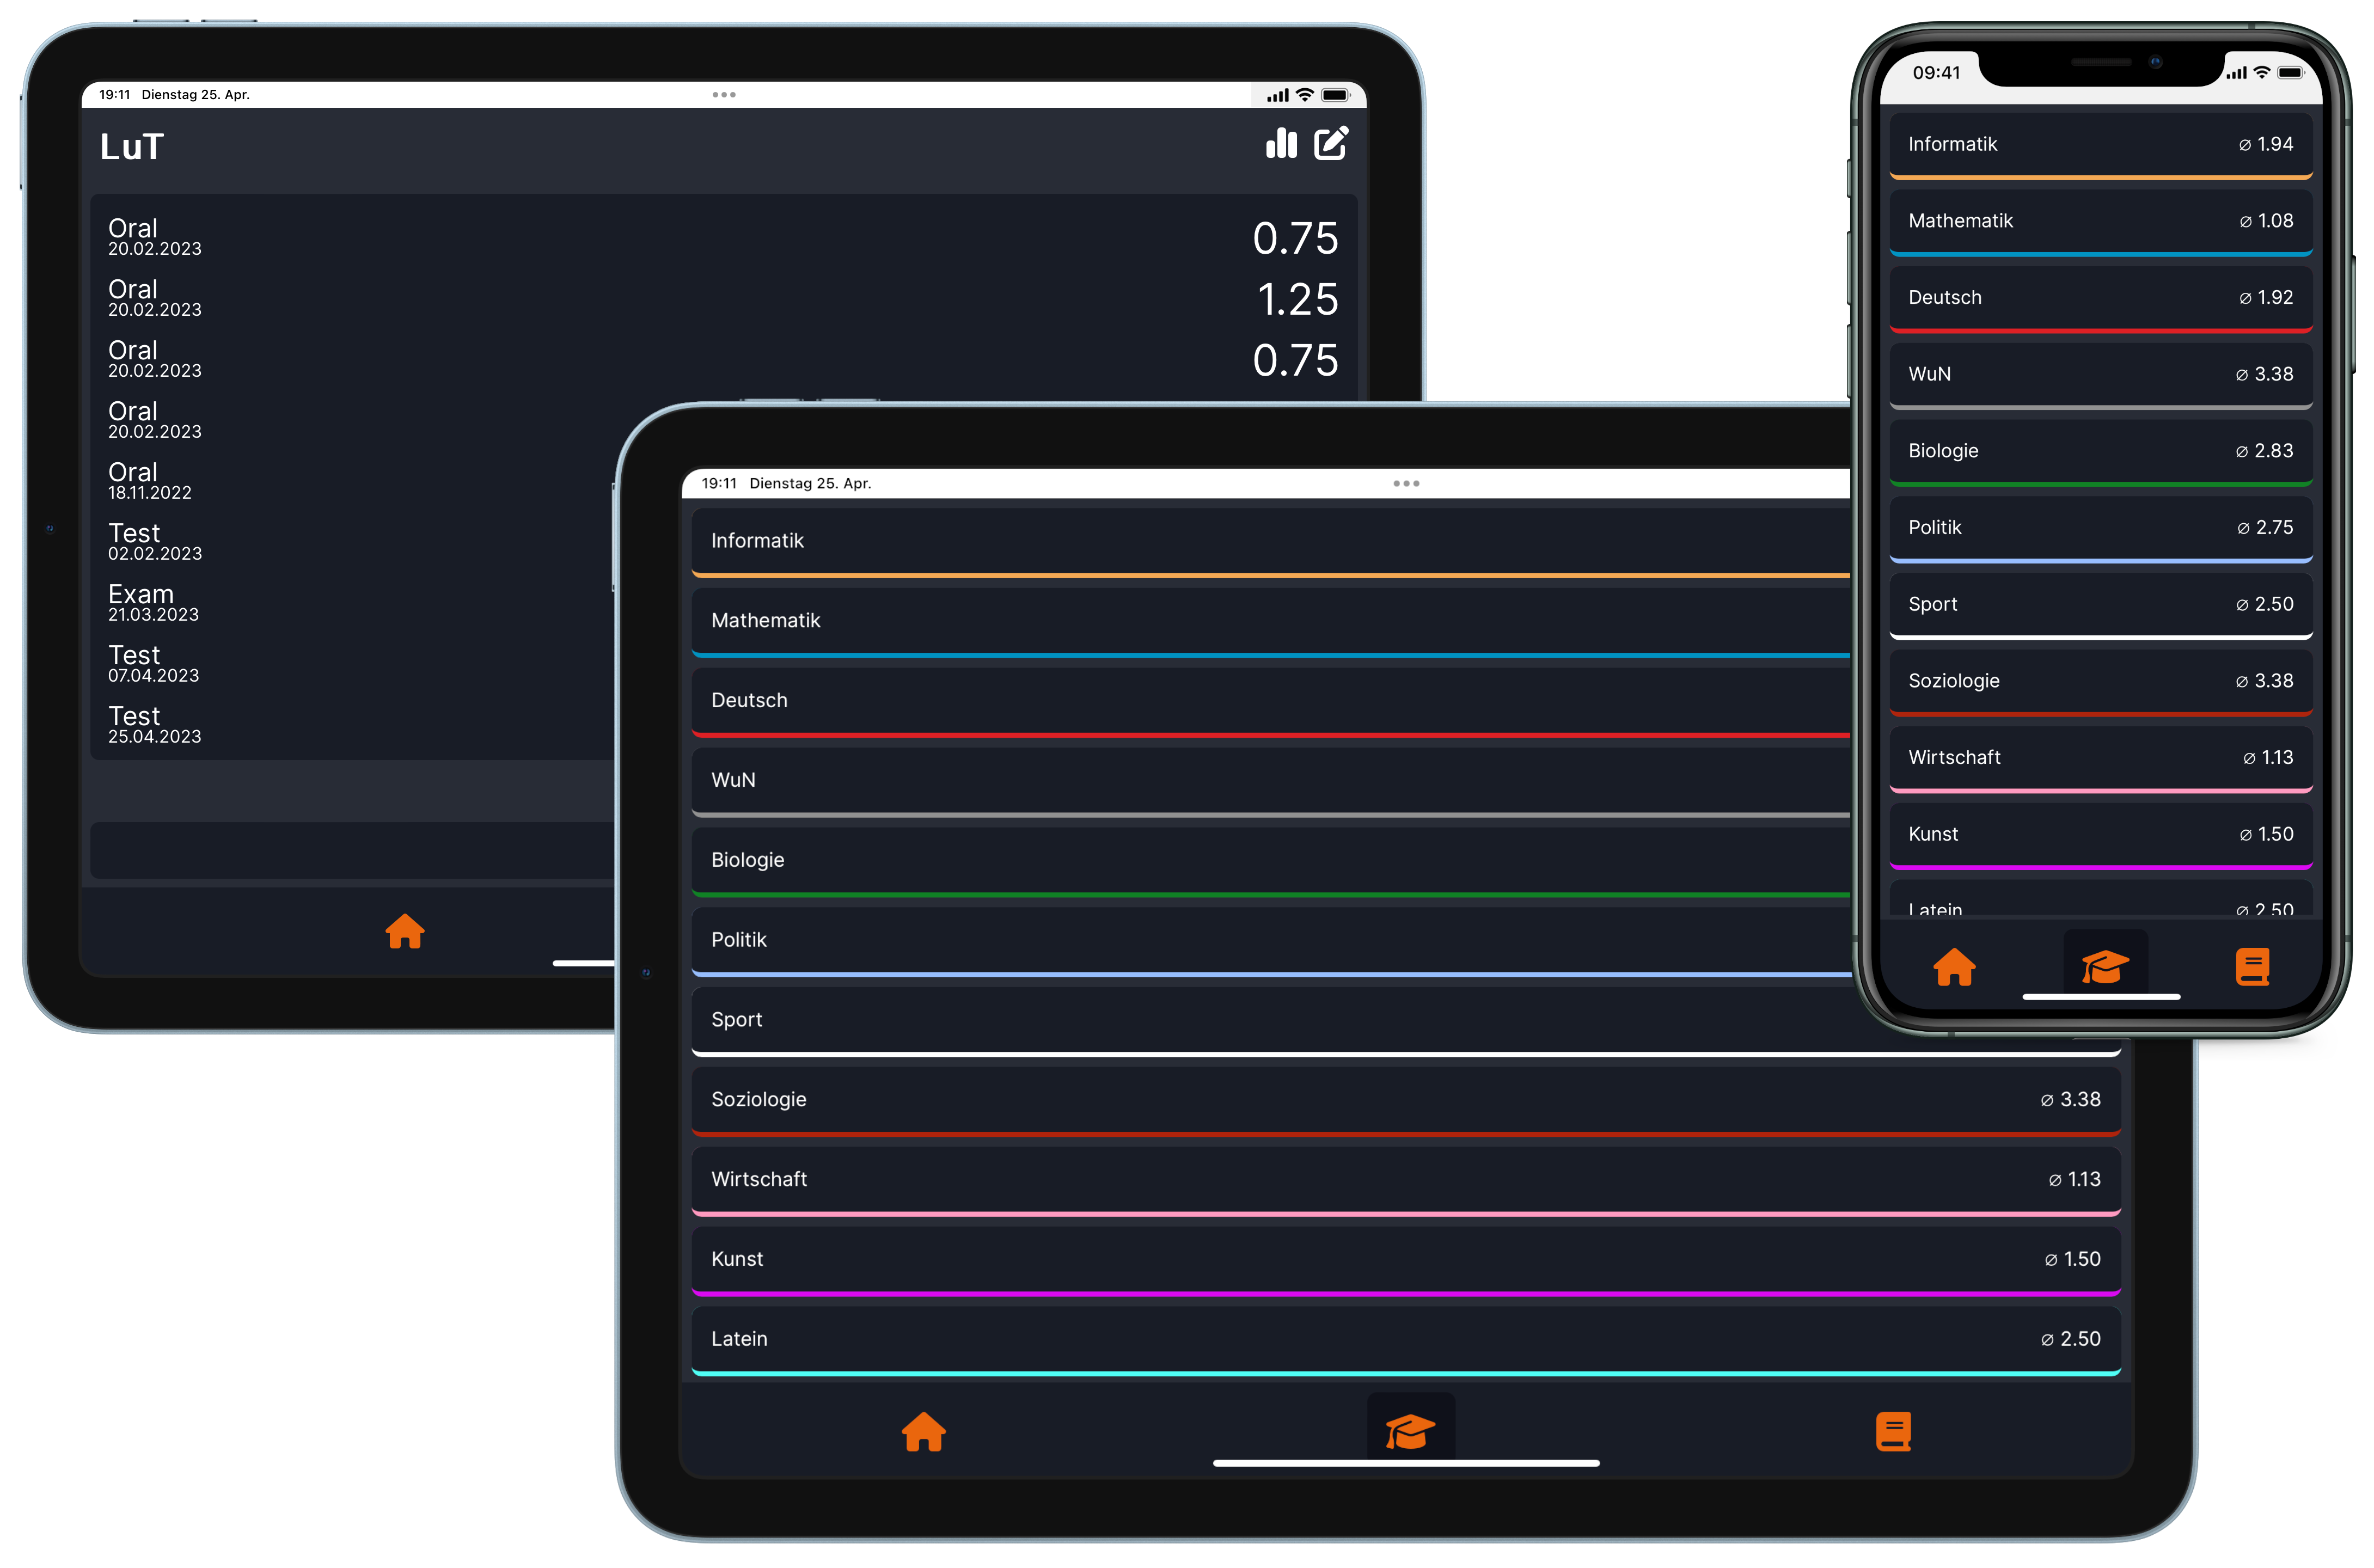 19:11 Dienstag 25. Apr.
LuT
Oral
20.02.2023
0.75
Oral
20.02.2023
1.25
Oral
20.02.2023
0.75
Oral
20.02.2023
Oral
18.11.2022
Test
02.02.2023
Exam
21.03.2023
Test
07.04.2023
Test
25.04.2023
19:11 Dienstag 25. Apr.
Informatik
Mathematik
Deutsch
WuN
Biologie
Politik
Sport
Soziologie ⌀ 3.38
Wirtschaft ⌀ 1.13
Kunst ⌀ 1.50
Latein ⌀ 2.50
09:41
Informatik ⌀ 1.94
Mathematik ⌀ 1.08
Deutsch ⌀ 1.92
WuN ⌀ 3.38
Biologie ⌀ 2.83
Politik ⌀ 2.75
Sport ⌀ 2.50
Soziologie ⌀ 3.38
Wirtschaft ⌀ 1.13
Kunst ⌀ 1.50
Latein ⌀ 2.50